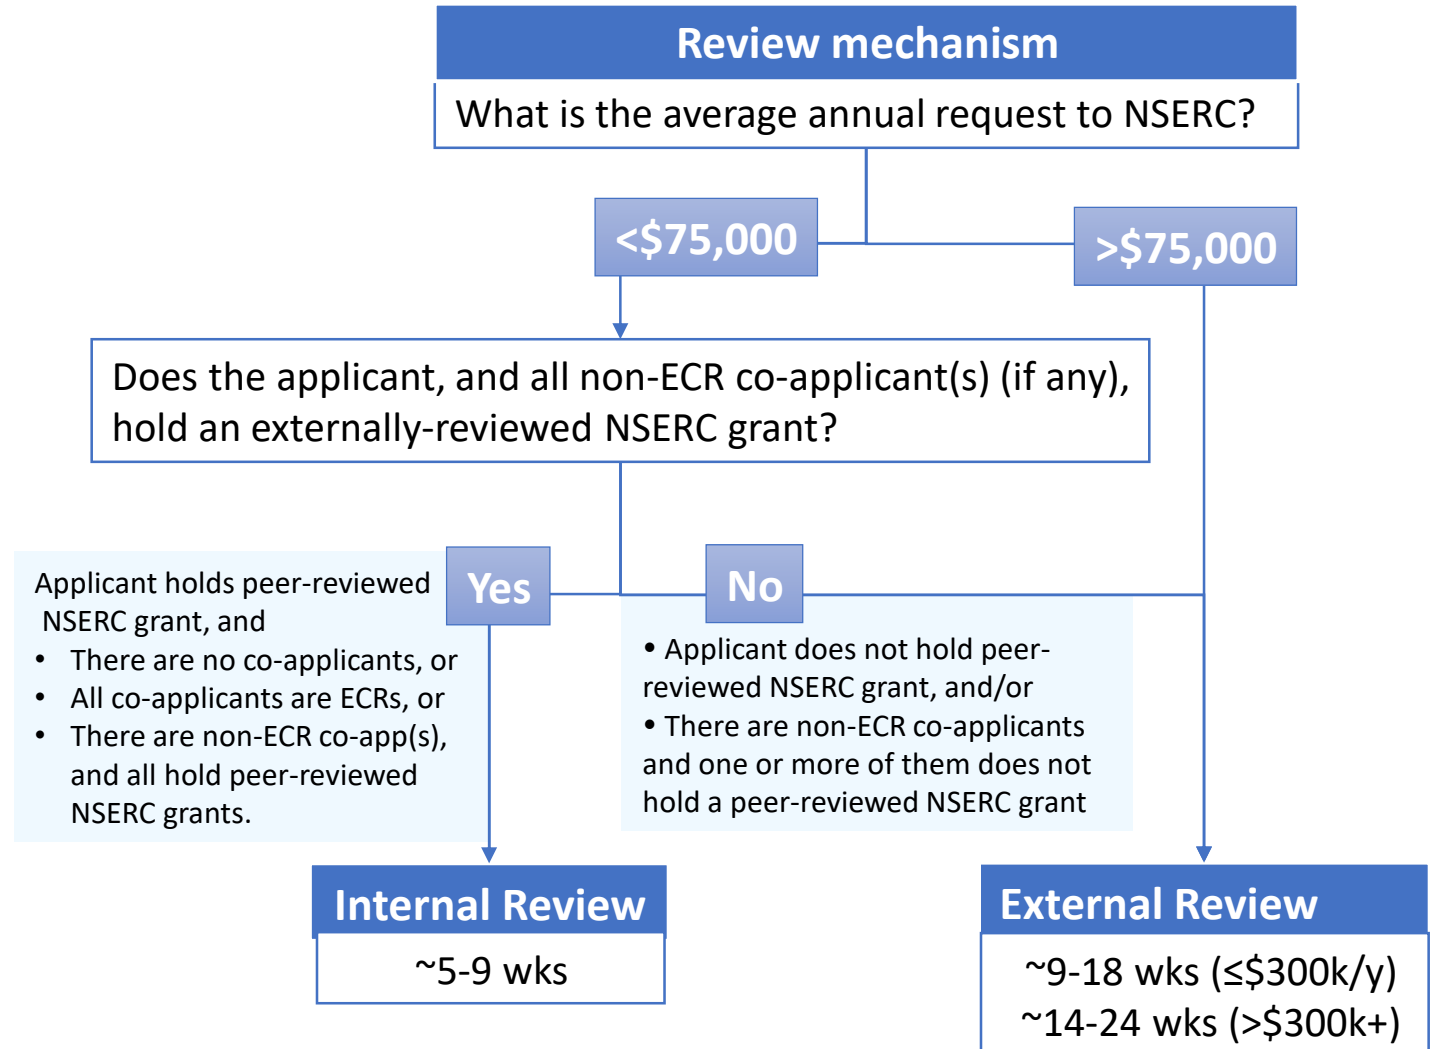 Review mechanism
What is the average annual request to NSERC?
<$75,000
>$75,000
Does the applicant, and all non-ECR co-applicant(s) (if any),
hold an externally-reviewed NSERC grant?
Yes
No
Applicant holds peer-reviewed
NSERC grant, and
• There are no co-applicants, or
• All co-applicants are ECRs, or
• There are non-ECR co-app(s),
and all hold peer-reviewed
NSERC grants.
• Applicant does not hold peer-
reviewed NSERC grant, and/or
• There are non-ECR co-applicants
and one or more of them does not
hold a peer-reviewed NSERC grant
Internal Review
~5-9 wks
External Review
~9-18 wks (≤$300k/y)
~14-24 wks (>$300k+)